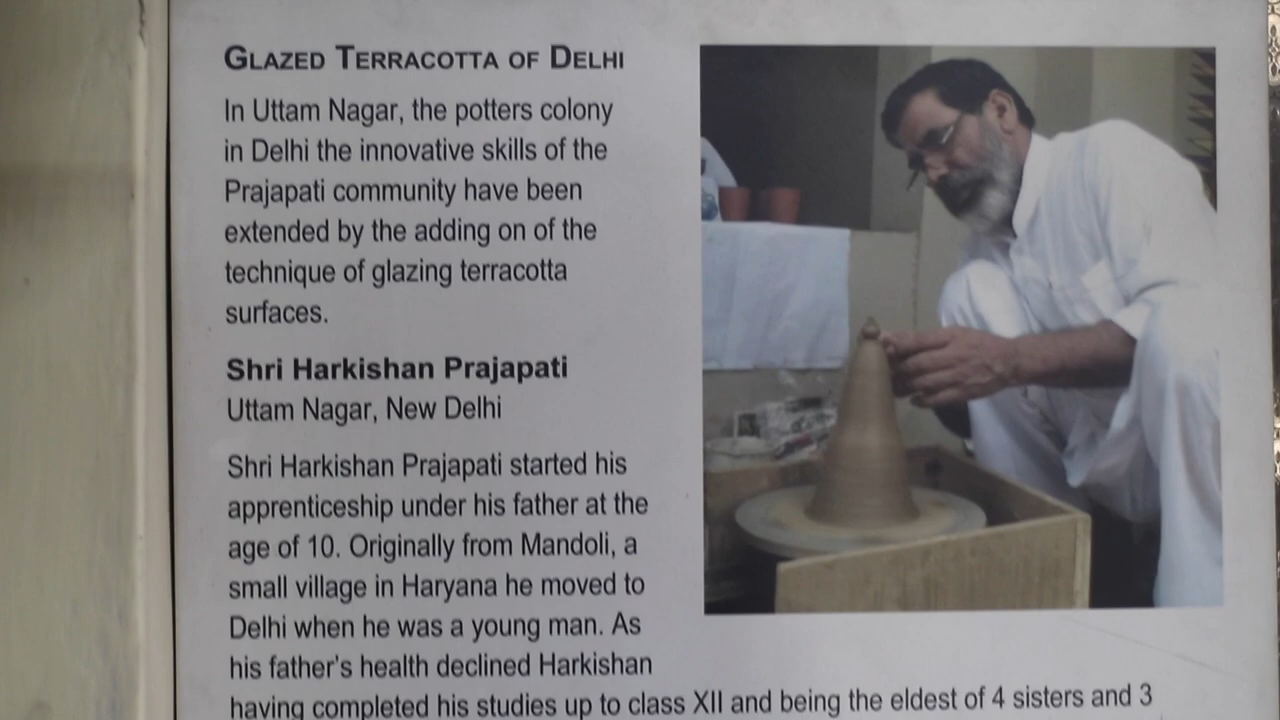 GLAZED TERRACOTTA OF DELHI
In Uttam Nagar, the potters colony
in Delhi the innovative skills of the
Prajapati community have been
extended by the adding on of the
technique of glazing terracotta
surfaces.
Shri Harkishan Prajapati
Uttam Nagar, New Delhi
Shri Harkishan Prajapati started his
apprenticeship under his father at the
age of 10. Originally from Mandoli, a
small village in Haryana he moved to
Delhi when he was a young man. As
his father's health declined Harkishan
having completed his studies up to class XII and being the eldest of 4 sisters and 3